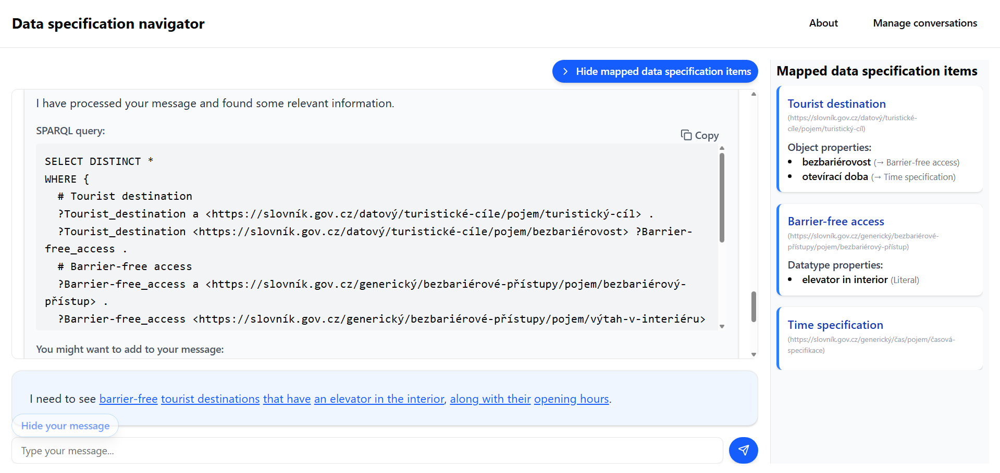 Data specification navigator
About
Manage conversations
Hide mapped data specification items
I have processed your message and found some relevant information.
SPARQL query:
Copy
SELECT DISTINCT *
WHERE {
# Tourist destination
?Tourist_destination a <https://slovník.gov.cz/datový/turistické-cíle/pojem/turistický-cíl> .
?Tourist_destination <https://slovník.gov.cz/datový/turistické-cíle/pojem/bezbariérovost> ?Barrier-
free_access .
# Barrier-free access
?Barrier-free_access a <https://slovník.gov.cz/generický/bezbariérové-přístupy/pojem/bezbariérový-
přístup> .
?Barrier-free_access <https://slovník.gov.cz/generický/bezbariérové-přístupy/pojem/výtah-v-interiéru>
You might want to add to your message:
I need to see barrier-free tourist destinations that have an elevator in the interior, along with their opening hours.
Hide your message
Type your message...
Mapped data specification items
Tourist destination
(https://slovník.gov.cz/datový/turistické-
cíle/pojem/turistický-cíl)
Object properties:
• bezbariérovost (→ Barrier-free access)
• otevírací doba (→ Time specification)
Barrier-free access
(https://slovník.gov.cz/generický/bezbariérové-
přístupy/pojem/bezbariérový-přístup)
Datatype properties:
• elevator in interior (Literal)
Time specification
(https://slovník.gov.cz/generický/čas/pojem/časová-
specifikace)